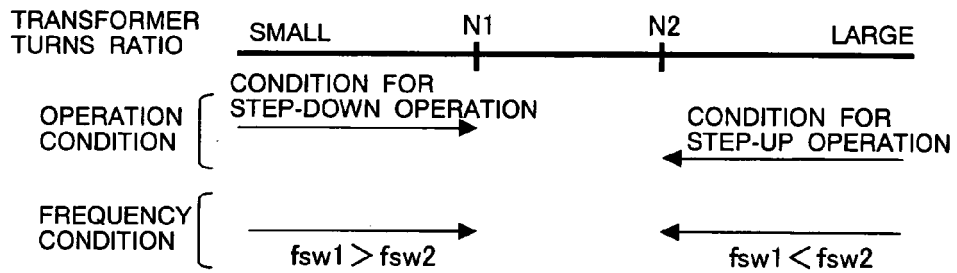 TRANSFORMER
TURNS RATIO
SMALL
N1
N2
LARGE
OPERATION
CONDITION
CONDITION FOR
STEP-DOWN OPERATION
CONDITION FOR
STEP-UP OPERATION
FREQUENCY
CONDITION
fsw1 > fsw2
fsw1 < fsw2